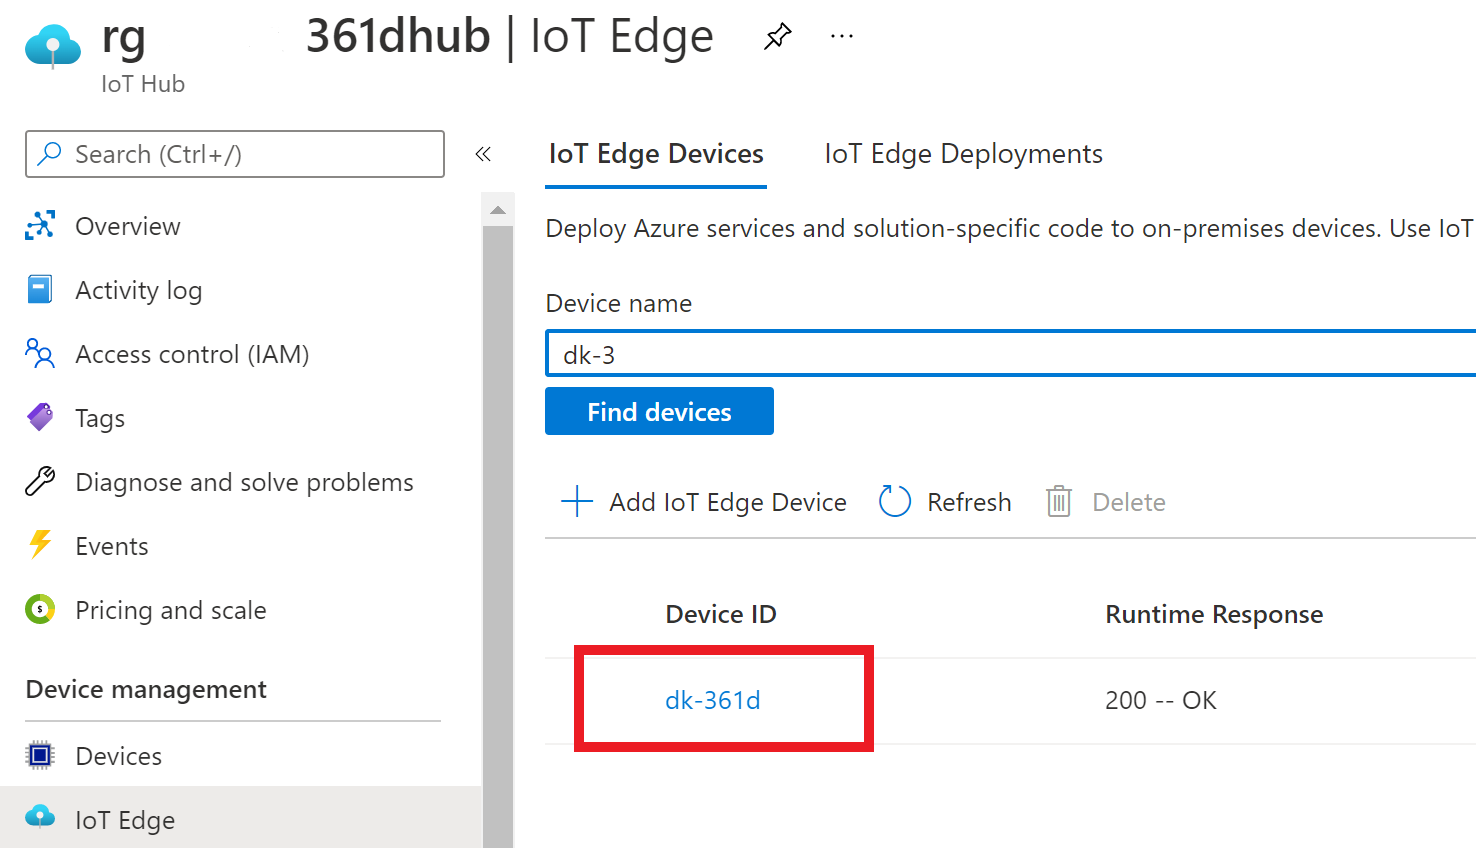 rg 361dhub | IoT Edge
IoT Hub
Search (Ctrl+/)
Overview
Activity log
Access control (IAM)
Tags
Diagnose and solve problems
Events
Pricing and scale
Device management
Devices
IoT Edge
IoT Edge Devices IoT Edge Deployments
Deploy Azure services and solution-specific code to on-premises devices. Use IoT
Device name
dk-3
Find devices
Add IoT Edge Device Refresh Delete
Device ID Runtime Response
dk-361d 200 -- OK